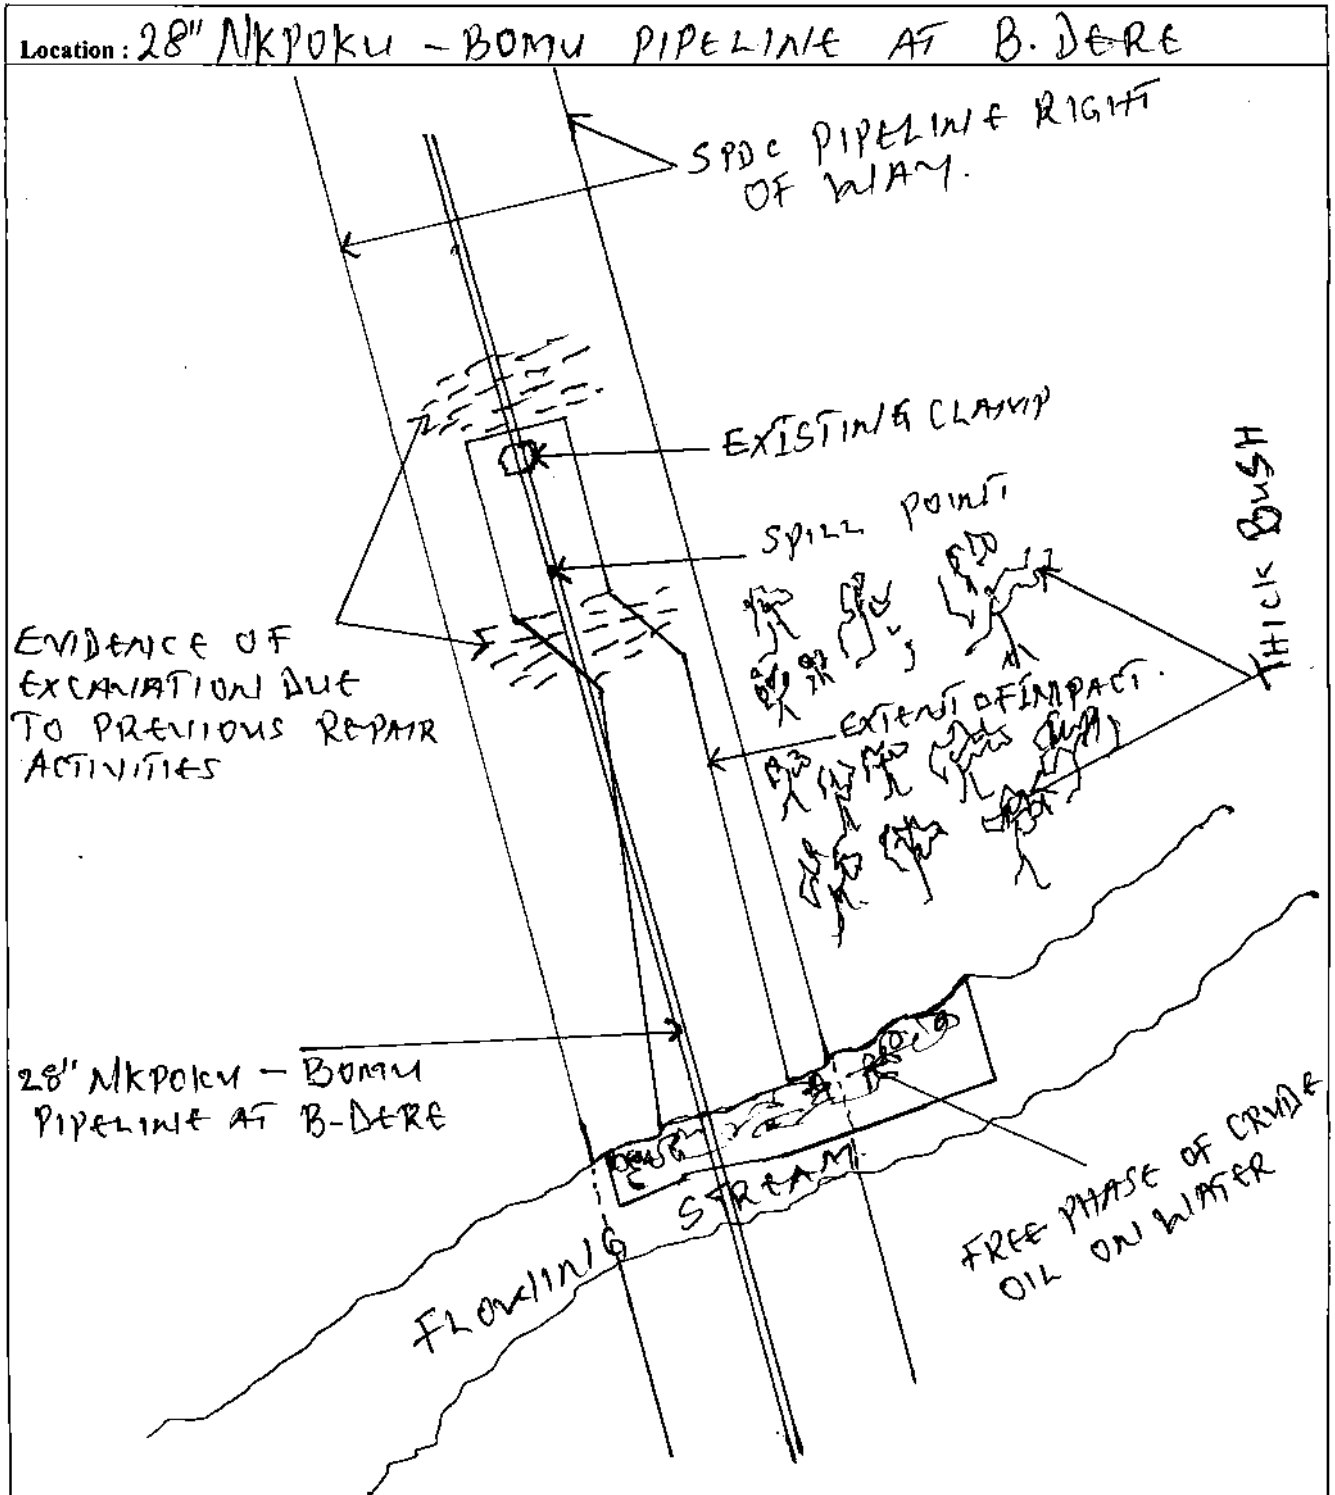 Location : 28" NKPOKU - BOMU PIPELINE AT B. DERE
SPDC PIPELINE RIGHT
OF WAY.
EXISTING CLAMP
SPILL POINT
THICK BUSH
EVIDENCE OF
EXCAVATION DUE
TO PREVIOUS REPAIR
ACTIVITIES
EXTENT OF IMPACT.
28" NKPOKU - BOMU
PIPELINE AT B-DERE
FREE PHASE OF CRUDE
OIL ON WATER
FLOWING STREAM